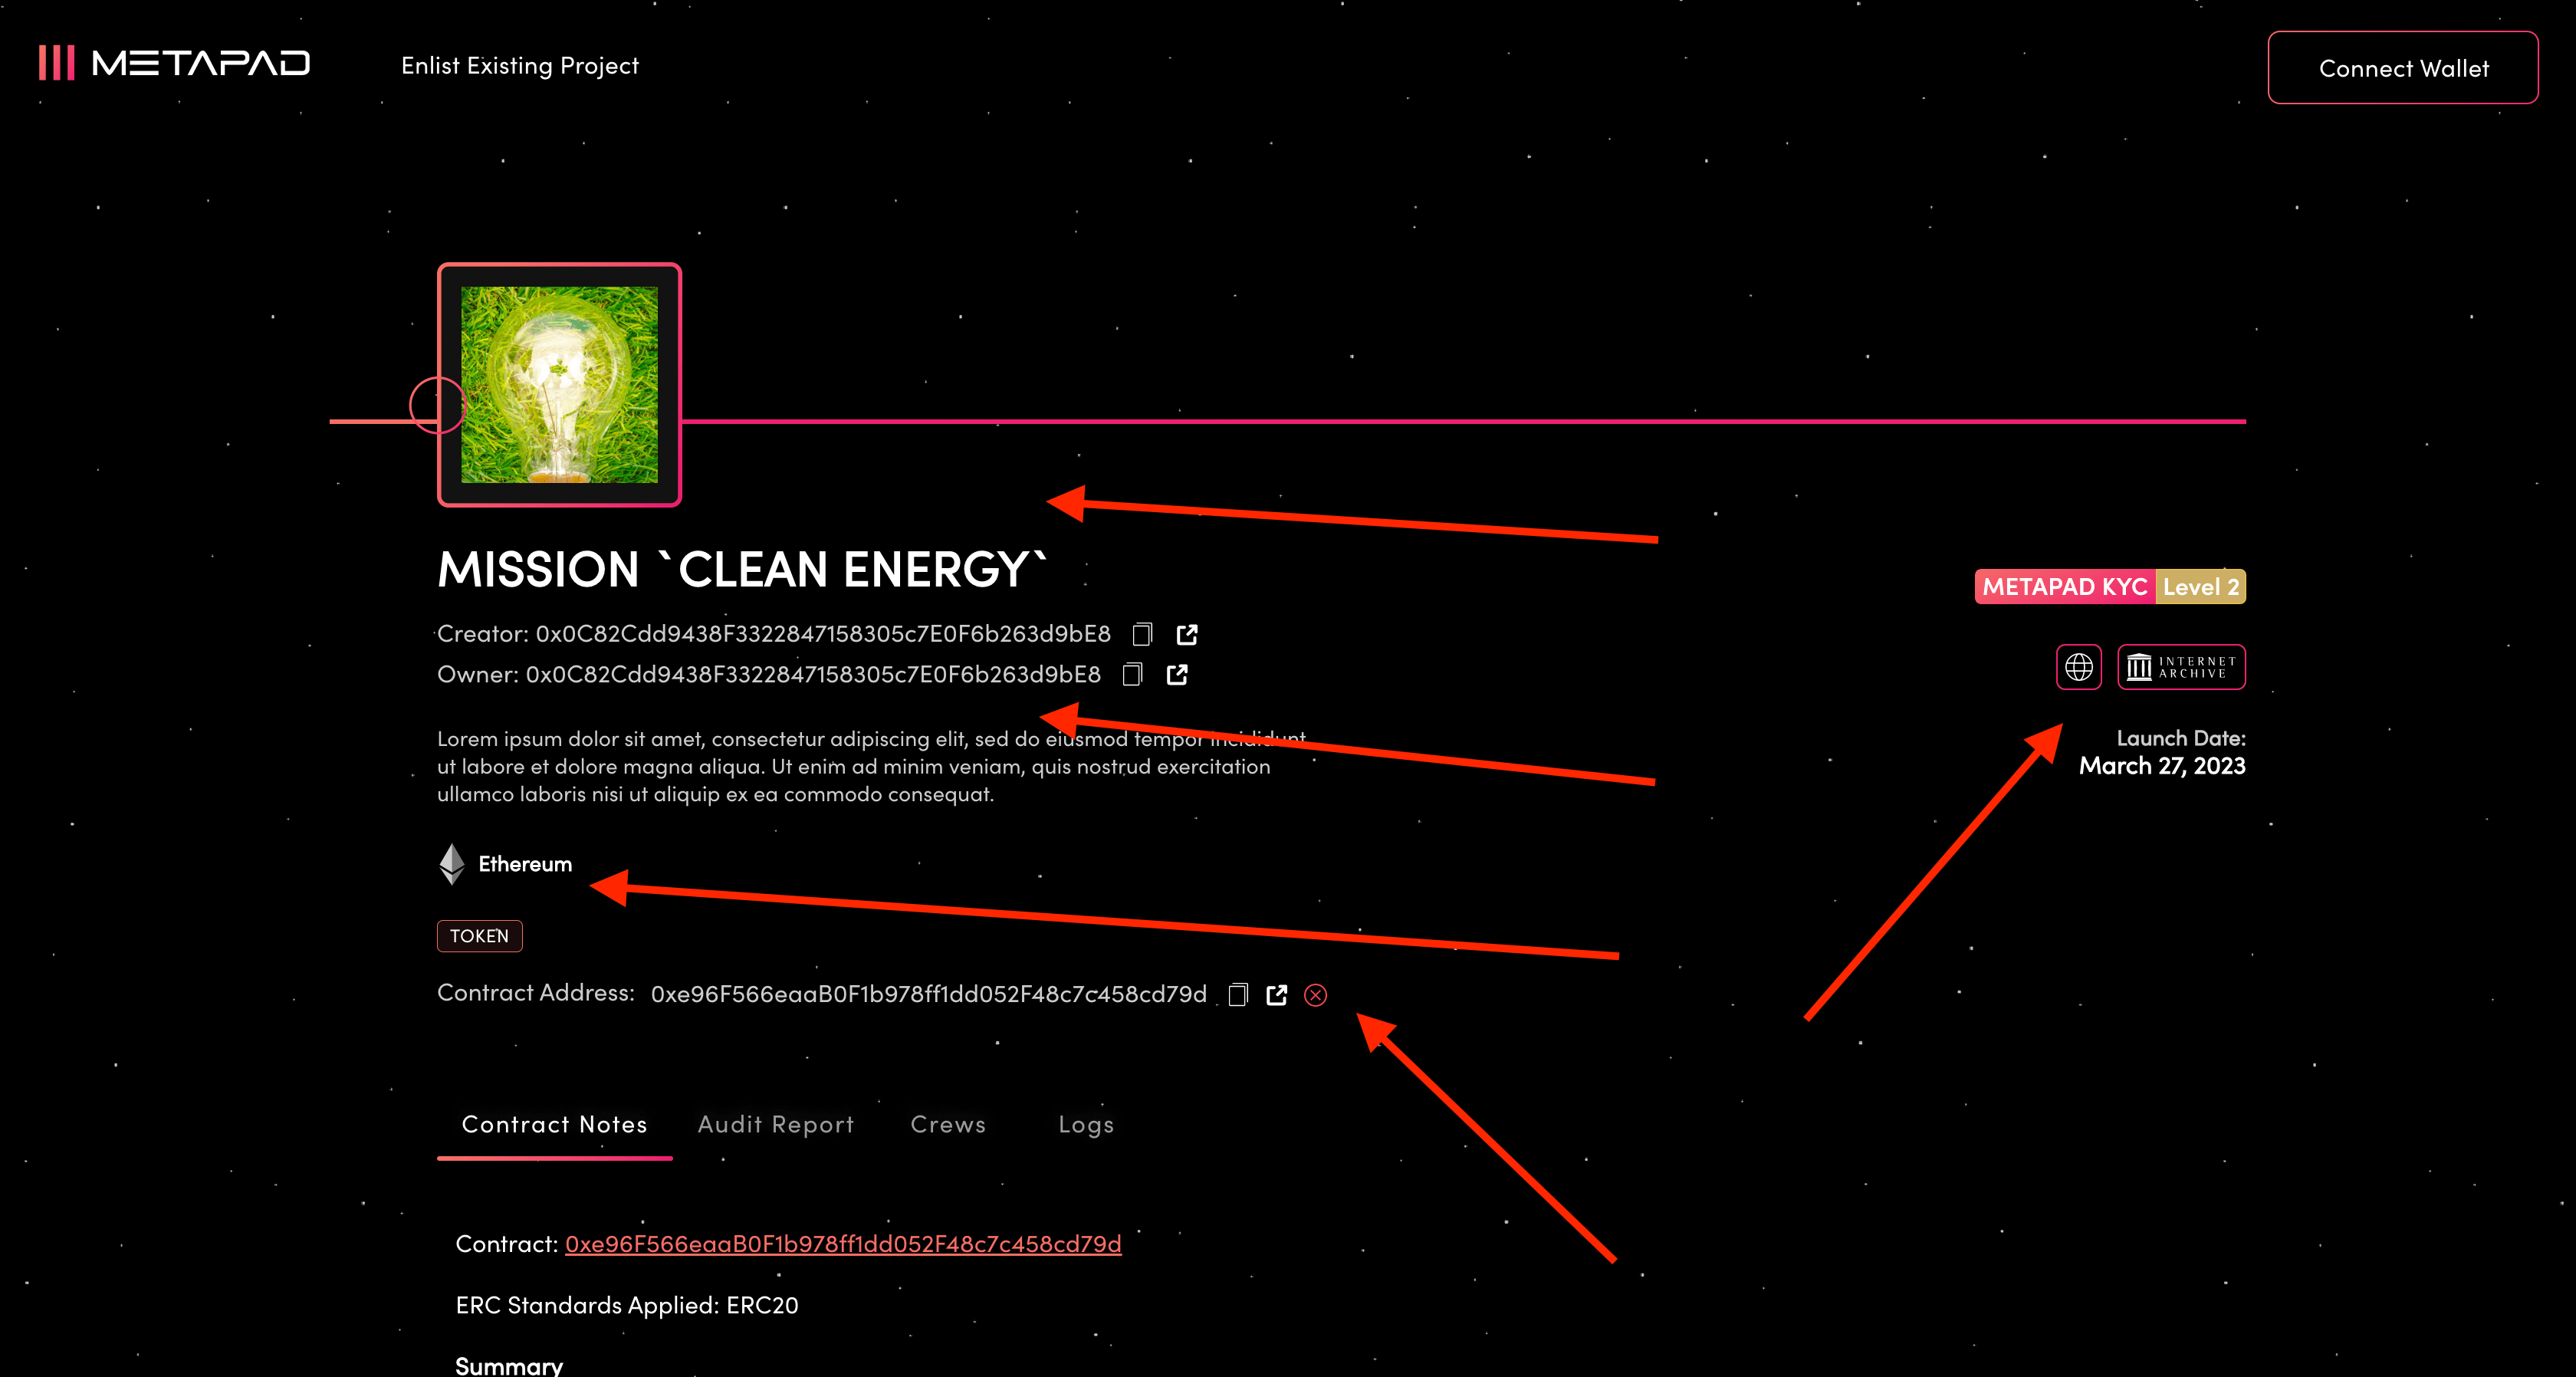 METAPAD
Enlist Existing Project
Connect Wallet
MISSION `CLEAN ENERGY`
METAPAD KYC Level 2
Creator: 0x0C82Cdd9438F3322847158305c7E0F6b263d9bE8
Owner: 0x0C82Cdd9438F3322847158305c7E0F6b263d9bE8
INTERNET
ARCHIVE
Lorem ipsum dolor sit amet, consectetur adipiscing elit, sed do eiusmod tempor incididunt
ut labore et dolore magna aliqua. Ut enim ad minim veniam, quis nostrud exercitation
ullamco laboris nisi ut aliquip ex ea commodo consequat.
Launch Date:
March 27, 2023
Ethereum
TOKEN
Contract Address: 0xe96F566eaaB0F1b978ff1dd052F48c7c458cd79d
Contract Notes Audit Report Crews Logs
Contract: 0xe96F566eaaB0F1b978ff1dd052F48c7c458cd79d
ERC Standards Applied: ERC20
Summary